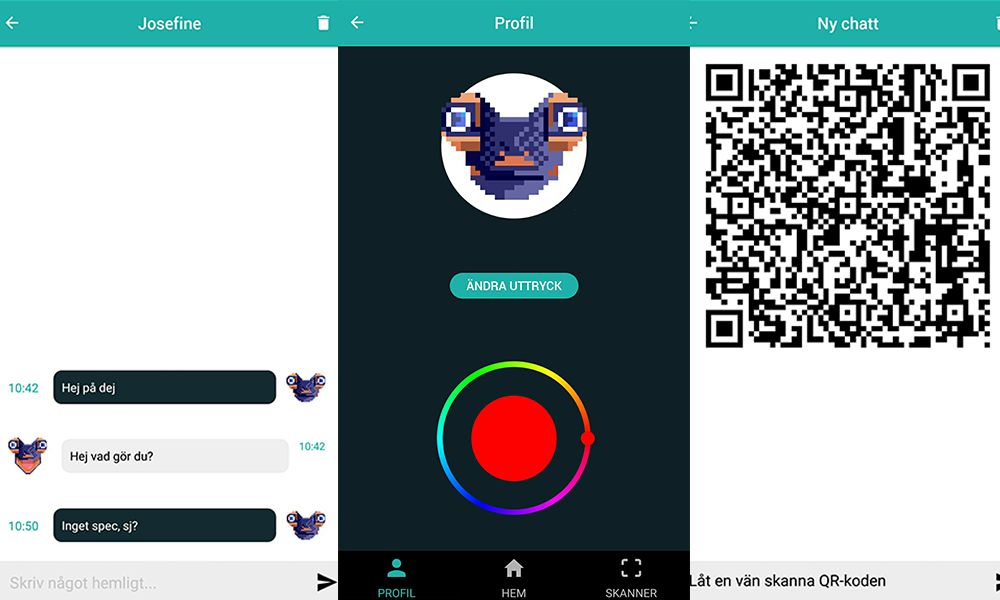 Josefine
10:42
Hej på dej
Hej vad gör du?
10:42
10:50
Inget spec, sj?
Skriv något hemligt...
Profil
ÄNDRA UTTRYCK
PROFIL
HEM
SKANNER
Ny chatt
Låt en vän skanna QR-koden